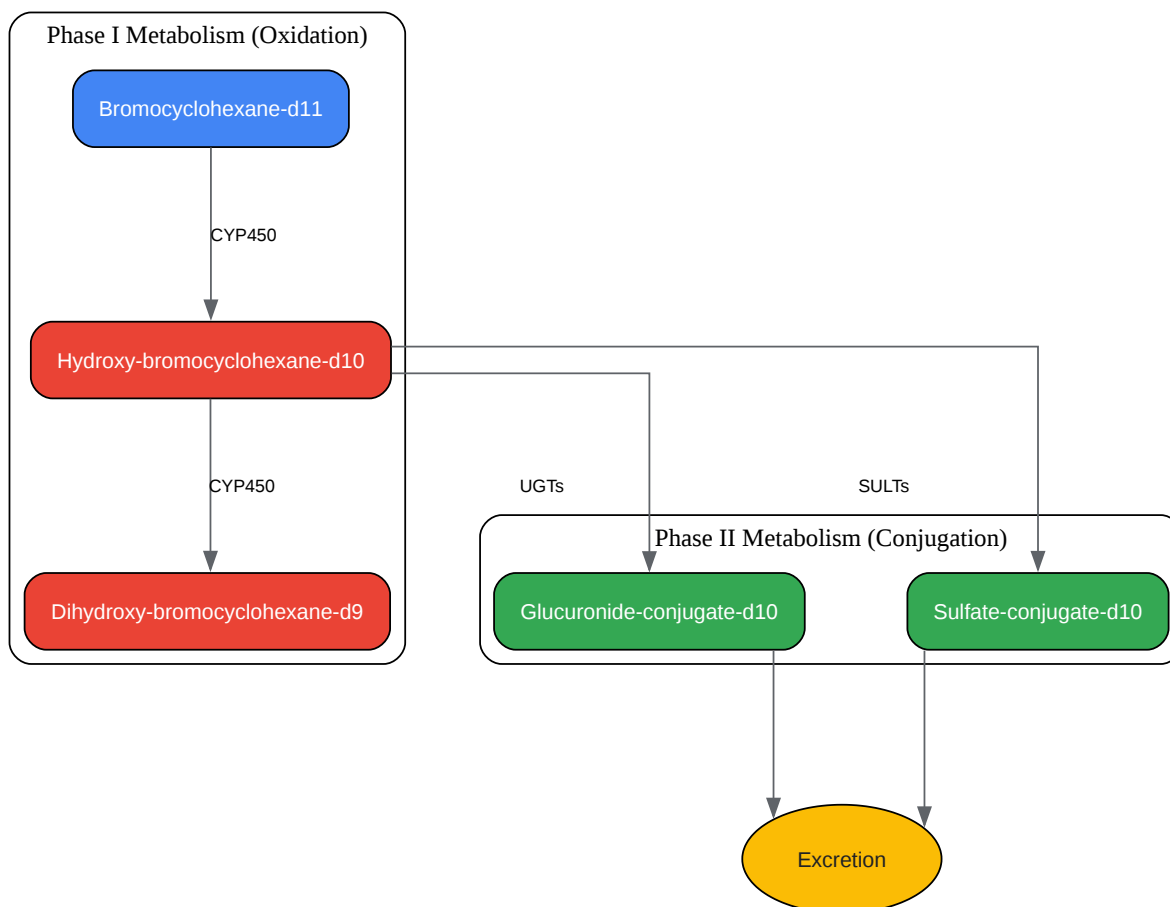 Phase I Metabolism (Oxidation)
Bromocyclohexane-d11
CYP450
Hydroxy-bromocyclohexane-d10
CYP450
UGTs
SULTs
Phase II Metabolism (Conjugation)
Dihydroxy-bromocyclohexane-d9
Glucuronide-conjugate-d10
Sulfate-conjugate-d10
Excretion